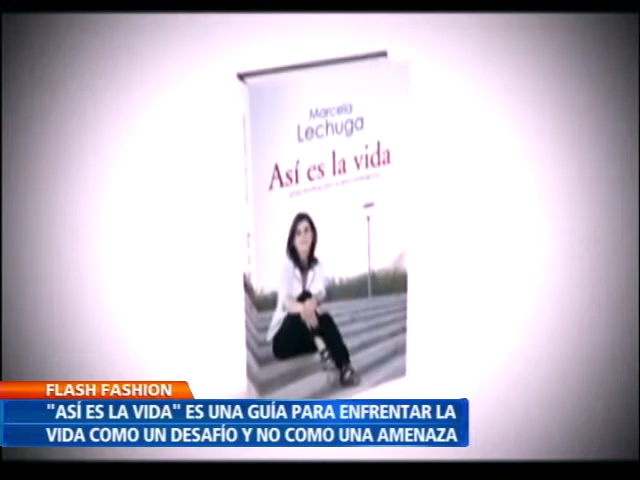 Marcela
Lechuga
Así es la vida
FLASH FASHION
"ASÍ ES LA VIDA" ES UNA GUÍA PARA ENFRENTAR LA
VIDA COMO UN DESAFÍO Y NO COMO UNA AMENAZA